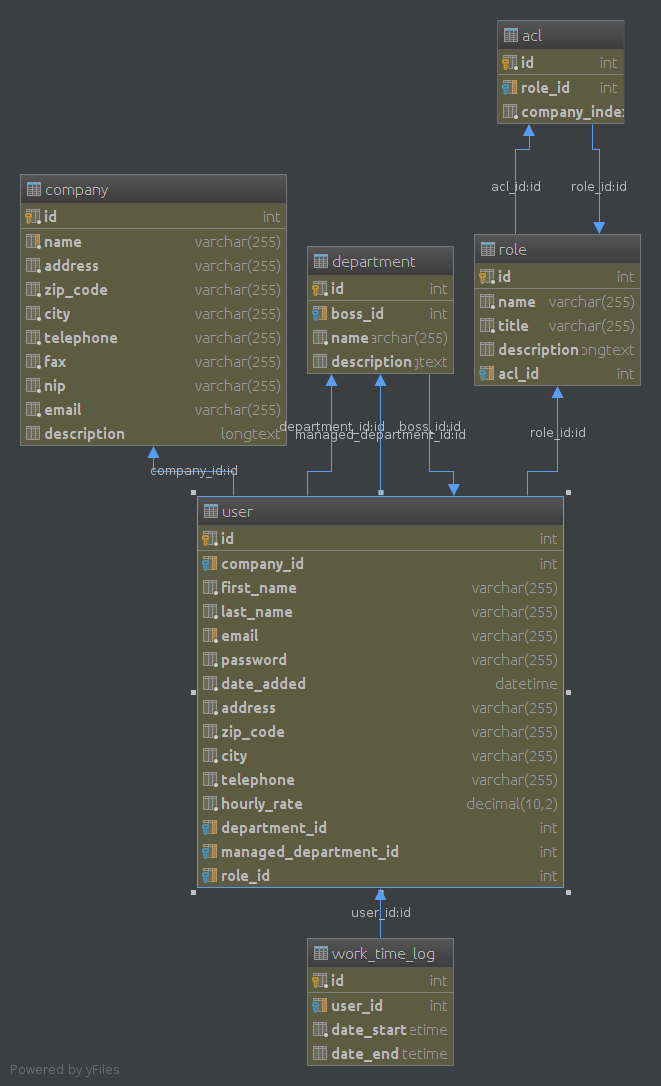 acl
id int
role_id int
company_inde
acl_id:id
role_id:id
company
id int
name varchar(255)
address varchar(255)
zip_code varchar(255)
city varchar(255)
telephone varchar(255)
fax varchar(255)
nip varchar(255)
email varchar(255)
description longtext
department
id int
boss_id int
name archar(255)
description gtext
role
id int
name varchar(255)
title varchar(255)
description ongtext
acl_id int
department_id:id
managed_department_id:id
boss_id:id
role_id:id
company_id:id
user
id int
company_id int
first_name varchar(255)
last_name varchar(255)
email varchar(255)
password varchar(255)
date_added datetime
address varchar(255)
zip_code varchar(255)
city varchar(255)
telephone varchar(255)
hourly_rate decimal(10,2)
department_id int
managed_department_id int
role_id int
user_id:id
work_time_log
id int
user_id int
date_start etime
date_end tetime
Powered by yFiles